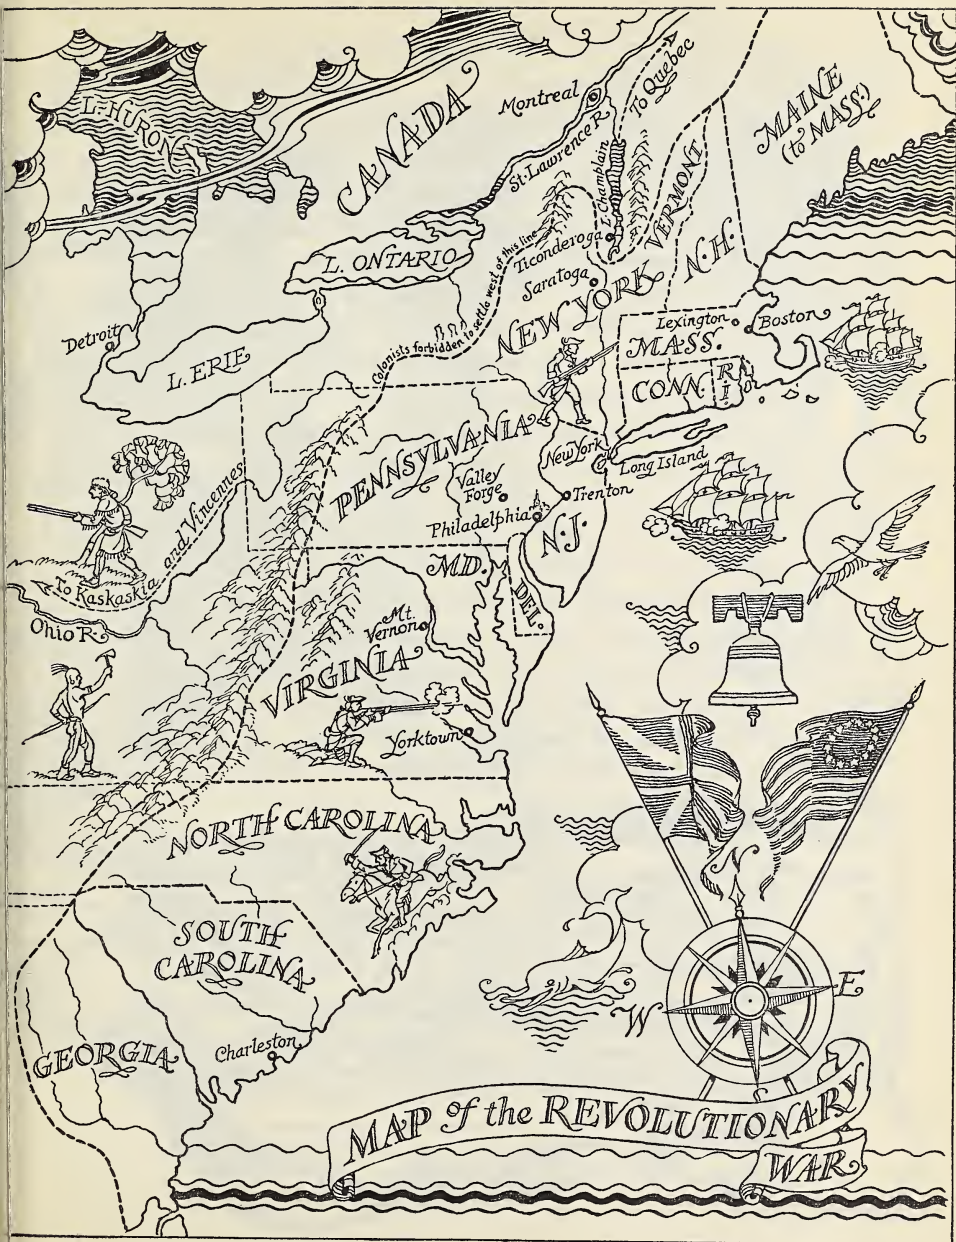 L. HURON
CANADA
Montreal
St. Lawrence R.
To Quebec
L. Champlain
VERMONT
MAINE
(to MASS.)
N.H.
L. ONTARIO
Ticonderoga
Saratoga
Colonists forbidden to settle west of this line
NEW YORK
Detroit
L. ERIE
Lexington
Boston
MASS.
CONN.
R.
I.
PENNSYLVANIA
New York
Long Island
Valley
Forge
Trenton
Philadelphia
N.J.
To Kaskaskia and Vincennes
Ohio R.
MD.
DEL.
Mt.
Vernon
VIRGINIA
Yorktown
NORTH CAROLINA
SOUTH
CAROLINA
GEORGIA
Charleston
N
W
E
S
MAP of the REVOLUTIONARY
WAR